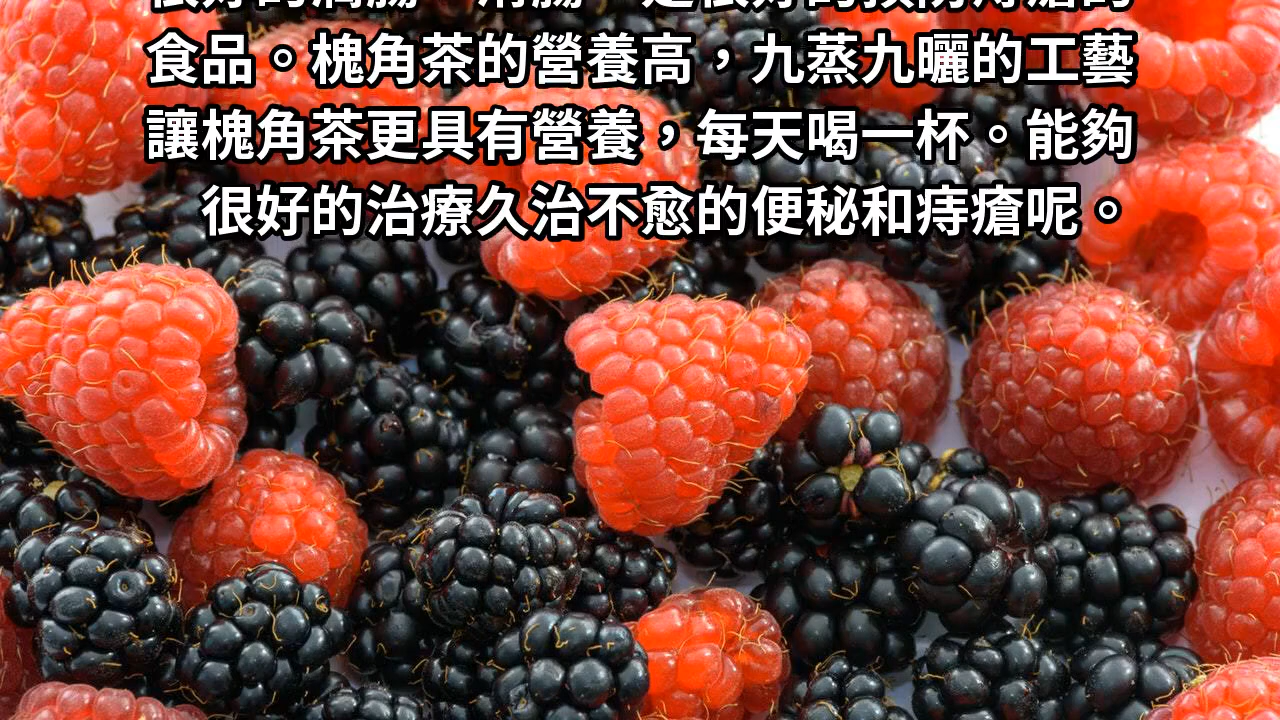 食品。槐角茶的營養高，九蒸九曬的工藝
讓槐角茶更具有營養，每天喝一杯。能夠
很好的治療久治不愈的便秘和痔瘡呢。